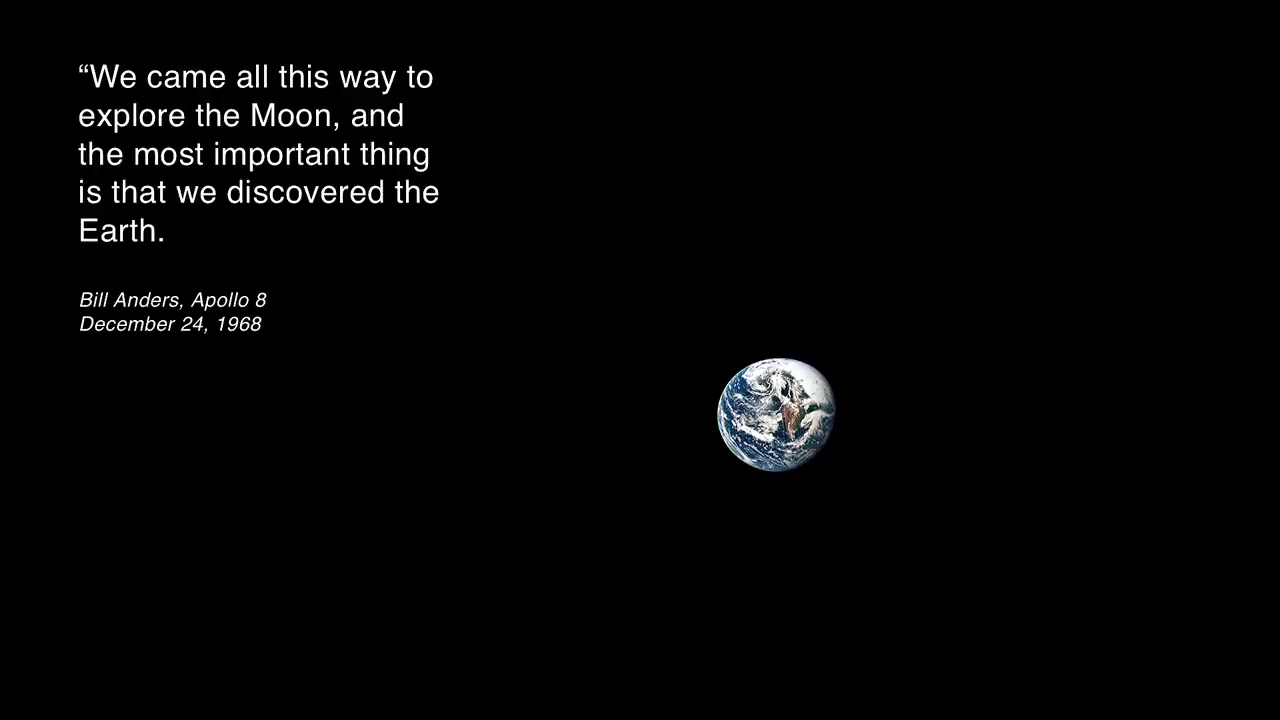 “We came all this way to
explore the Moon, and
the most important thing
is that we discovered the
Earth.
Bill Anders, Apollo 8
December 24, 1968